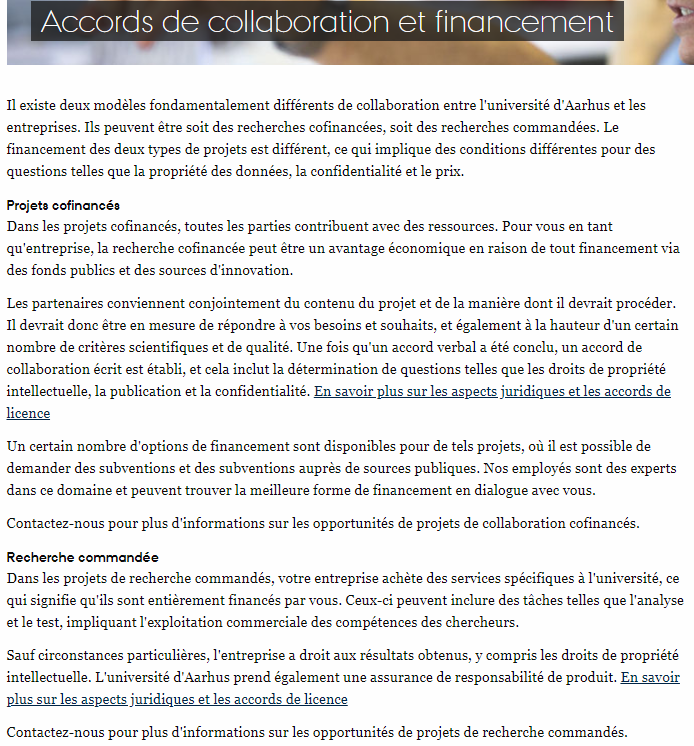 Accords de collaboration et financement
Il existe deux modèles fondamentalement différents de collaboration entre l'université d'Aarhus et les
entreprises. Ils peuvent être soit des recherches cofinancées, soit des recherches commandées. Le
financement des deux types de projets est différent, ce qui implique des conditions différentes pour des
questions telles que la propriété des données, la confidentialité et le prix.
Projets cofinancés
Dans les projets cofinancés, toutes les parties contribuent avec des ressources. Pour vous en tant
qu'entreprise, la recherche cofinancée peut être un avantage économique en raison de tout financement via
des fonds publics et des sources d'innovation.
Les partenaires conviennent conjointement du contenu du projet et de la manière dont il devrait procéder.
Il devrait donc être en mesure de répondre à vos besoins et souhaits, et également à la hauteur d'un certain
nombre de critères scientifiques et de qualité. Une fois qu'un accord verbal a été conclu, un accord de
collaboration écrit est établi, et cela inclut la détermination de questions telles que les droits de propriété
intellectuelle, la publication et la confidentialité. En savoir plus sur les aspects juridiques et les accords de
licence
Un certain nombre d'options de financement sont disponibles pour de tels projets, où il est possible de
demander des subventions et des subventions auprès de sources publiques. Nos employés sont des experts
dans ce domaine et peuvent trouver la meilleure forme de financement en dialogue avec vous.
Contactez-nous pour plus d'informations sur les opportunités de projets de collaboration cofinancés.
Recherche commandée
Dans les projets de recherche commandés, votre entreprise achète des services spécifiques à l'université, ce
qui signifie qu'ils sont entièrement financés par vous. Ceux-ci peuvent inclure des tâches telles que l'analyse
et le test, impliquant l'exploitation commerciale des compétences des chercheurs.
Sauf circonstances particulières, l'entreprise a droit aux résultats obtenus, y compris les droits de propriété
intellectuelle. L'université d'Aarhus prend également une assurance de responsabilité de produit. En savoir
plus sur les aspects juridiques et les accords de licence
Contactez-nous pour plus d'informations sur les opportunités de projets de recherche commandés.